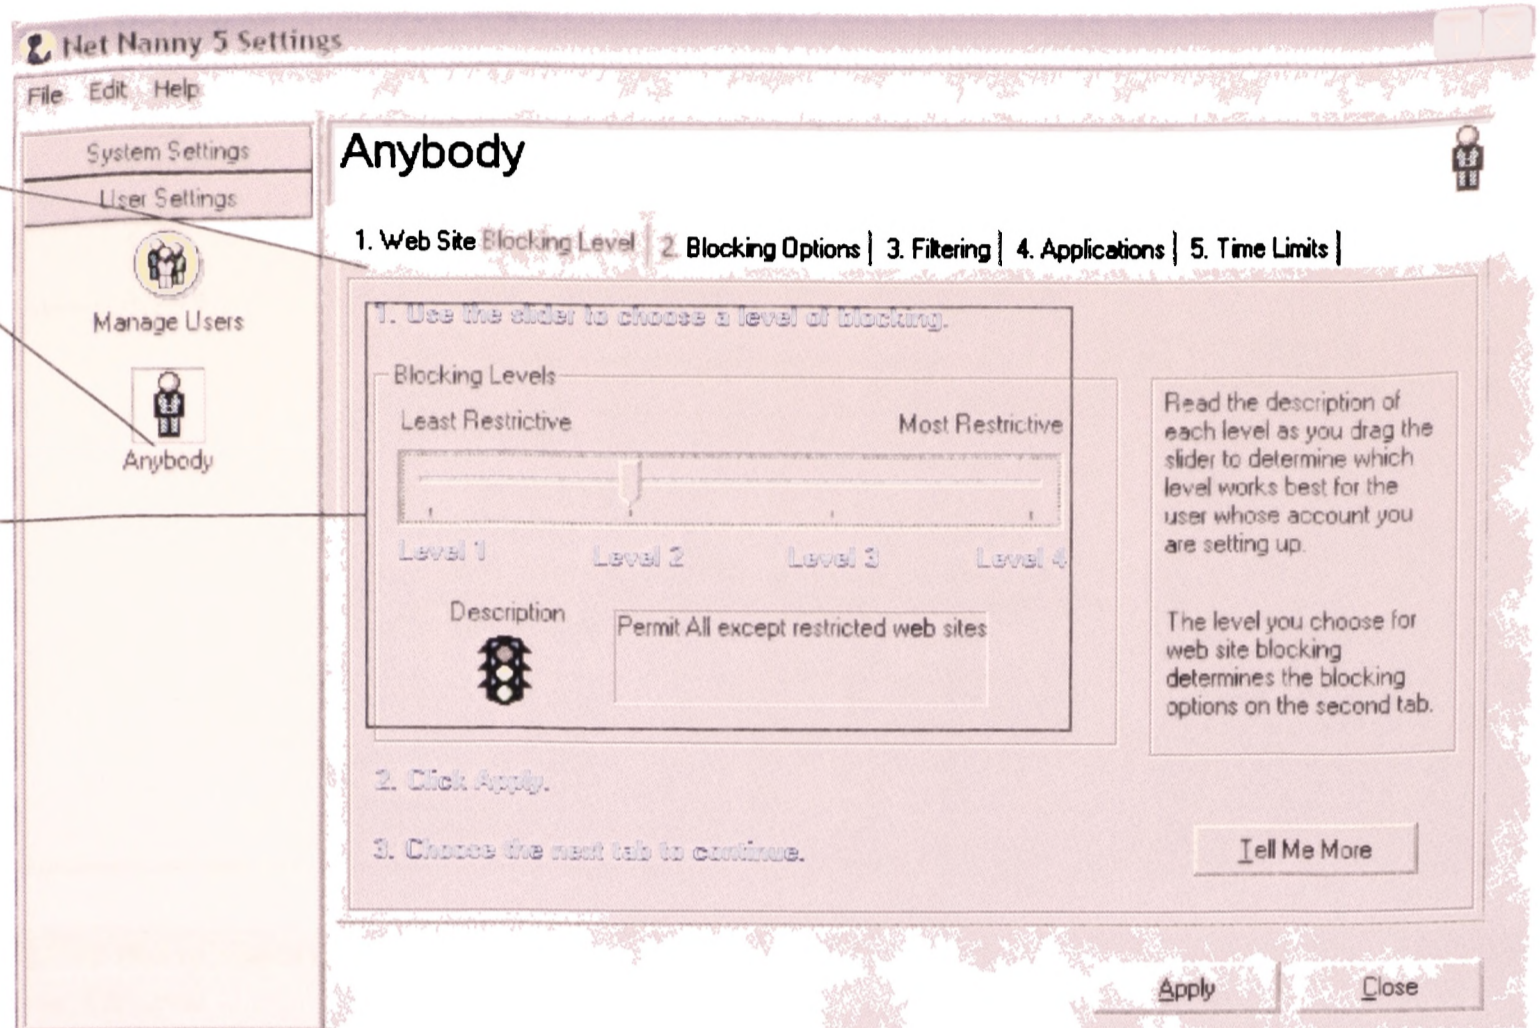 Net Nanny 5 Settings
File Edit Help
System Settings
User Settings
Manage Users
Anybody
Anybody
1. Web Site Blocking Level | 2. Blocking Options | 3. Filtering | 4. Applications | 5. Time Limits |
1. Use the slider to choose a level of blocking.
Blocking Levels
Least Restrictive Most Restrictive
Level 1 Level 2 Level 3 Level 4
Description
Permit All except restricted web sites
Read the description of
each level as you drag the
slider to determine which
level works best for the
user whose account you
are setting up.
The level you choose for
web site blocking
determines the blocking
options on the second tab.
2. Click Apply.
3. Choose the next tab to continue.
Tell Me More
Apply Close